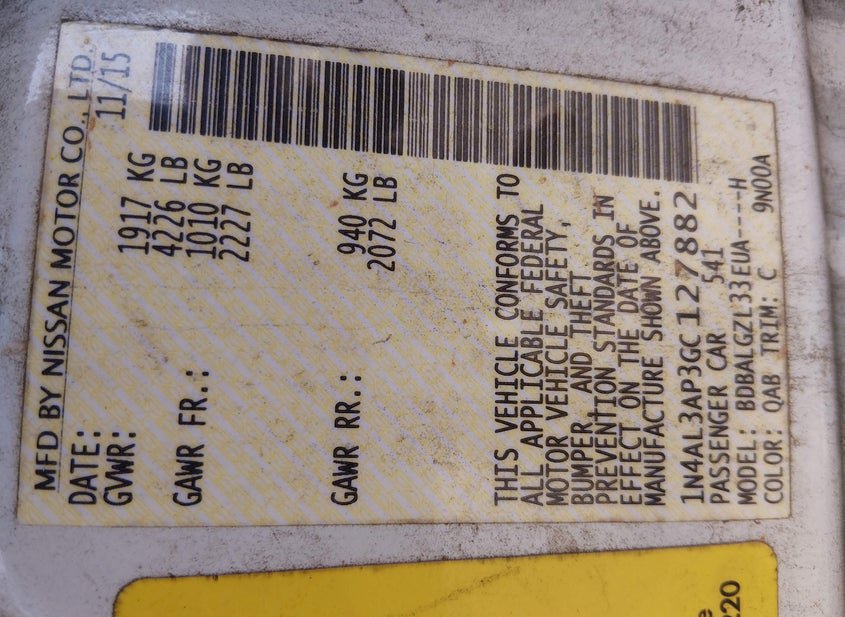 MFD BY NISSAN MOTOR CO., LTD.
DATE: 11/15
GVWR: 1917 KG
4226 LB
GAWR FR.: 1010 KG
2227 LB
GAWR RR.: 940 KG
2072 LB
THIS VEHICLE CONFORMS TO
ALL APPLICABLE FEDERAL
MOTOR VEHICLE SAFETY,
BUMPER AND THEFT
PREVENTION STANDARDS IN
EFFECT ON THE DATE OF
MANUFACTURE SHOWN ABOVE.
1N4AL3AP3GC127882
PASSENGER CAR 541
MODEL: BDBALGZL33EUA----H
COLOR: QAB TRIM: C 9N00A
e
220